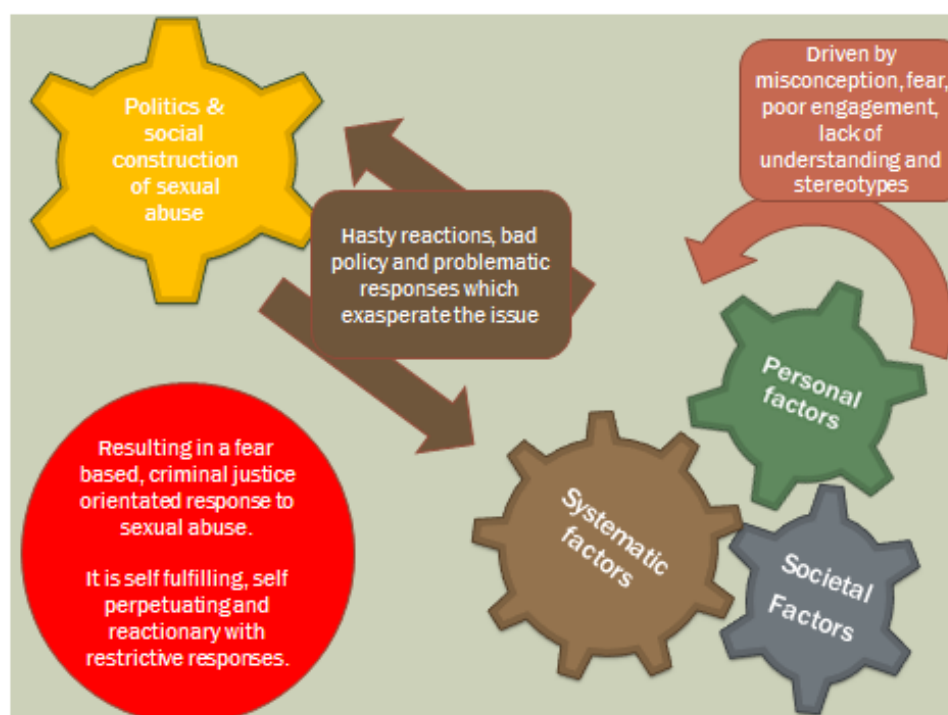 Politics &
social
construction
of sexual
abuse
Driven by
misconception, fear,
poor engagement,
lack of
understanding and
stereotypes
Hasty reactions, bad
policy and problematic
responses which
exasperate the issue
Personal
factors
Resulting in a fear
based, criminal justice
orientated response to
sexual abuse.
It is self fulfilling, self
perpetuating and
reactionary with
restrictive responses.
Systematic
factors
Societal
Factors